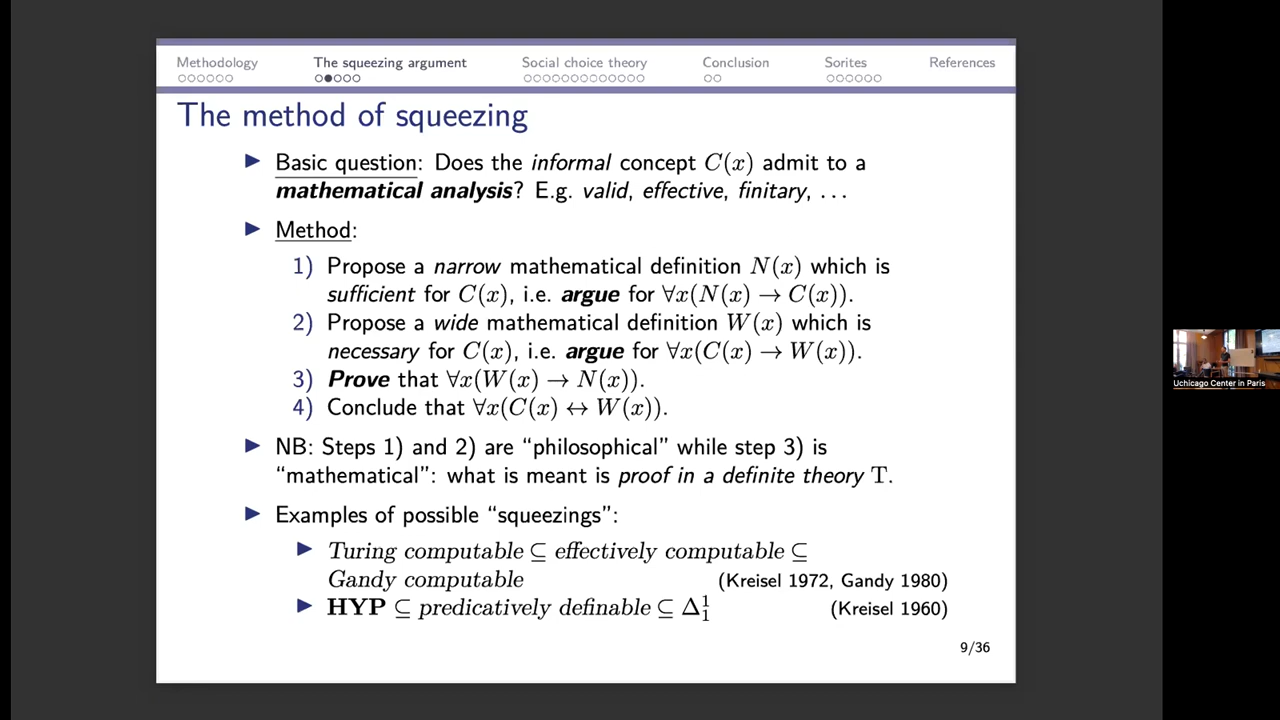 Methodology The squeezing argument Social choice theory Conclusion Sorites References
The method of squeezing
Basic question: Does the informal concept C(x) admit to a
mathematical analysis? E.g. valid, effective, finitary, . . .
Method:
1) Propose a narrow mathematical definition N(x) which is
sufficient for C(x), i.e. argue for ∀x(N(x) → C(x)).
2) Propose a wide mathematical definition W(x) which is
necessary for C(x), i.e. argue for ∀x(C(x) → W(x)).
3) Prove that ∀x(W(x) → N(x)).
4) Conclude that ∀x(C(x) ↔ W(x)).
NB: Steps 1) and 2) are “philosophical” while step 3) is
“mathematical”: what is meant is proof in a definite theory T.
Examples of possible “squeezings”:
Turing computable ⊆ effectively computable ⊆
Gandy computable (Kreisel 1972, Gandy 1980)
HYP ⊆ predicatively definable ⊆ Δ¹₁ (Kreisel 1960)
9/36
Uchicago Center in Paris